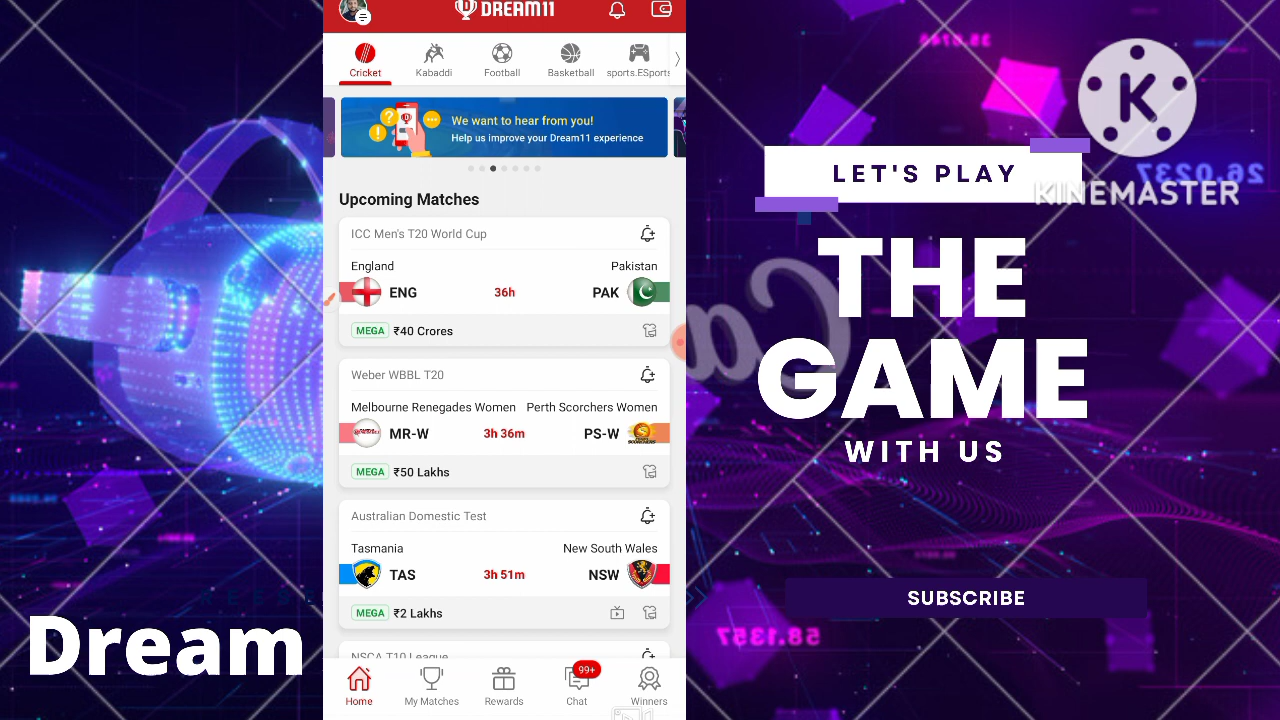 DREAM11
Cricket
Kabaddi
Football
Basketball
sports.ESports
We want to hear from you!
Help us improve your Dream11 experience
Upcoming Matches
ICC Men's T20 World Cup
England
Pakistan
ENG
36h
PAK
MEGA ₹40 Crores
Weber WBBL T20
Melbourne Renegades Women
Perth Scorchers Women
MR-W
3h 36m
PS-W
MEGA ₹50 Lakhs
Australian Domestic Test
Tasmania
New South Wales
TAS
3h 51m
NSW
MEGA ₹2 Lakhs
NSCA T10 League
Home
My Matches
Rewards
99+
Chat
Winners
Dream
K
KINEMASTER
LET'S PLAY
THE
GAME
WITH US
SUBSCRIBE
26.0237
58.1357